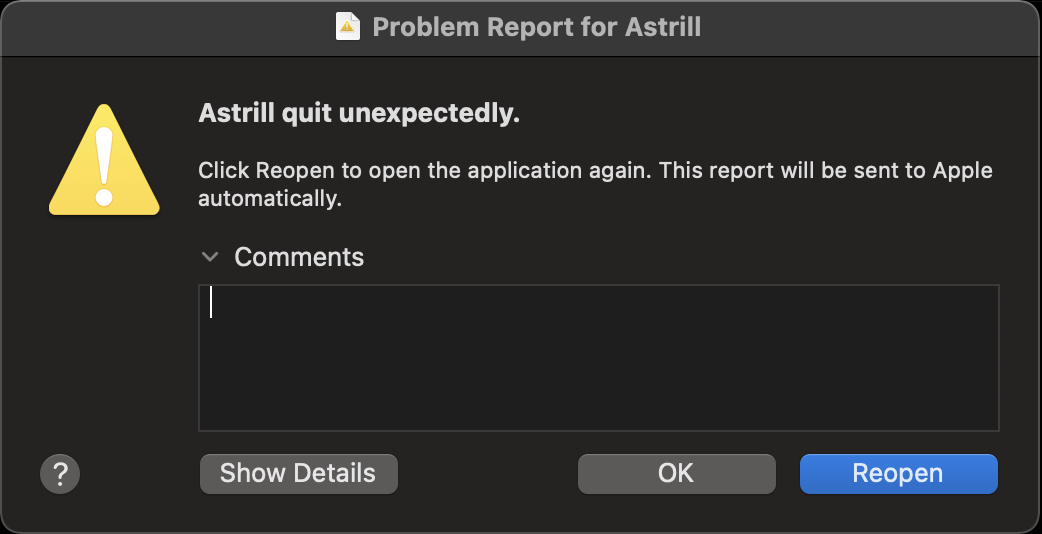 Problem Report for Astrill
Astrill quit unexpectedly.
Click Reopen to open the application again. This report will be sent to Apple
automatically.
Comments
?
Show Details
OK
Reopen